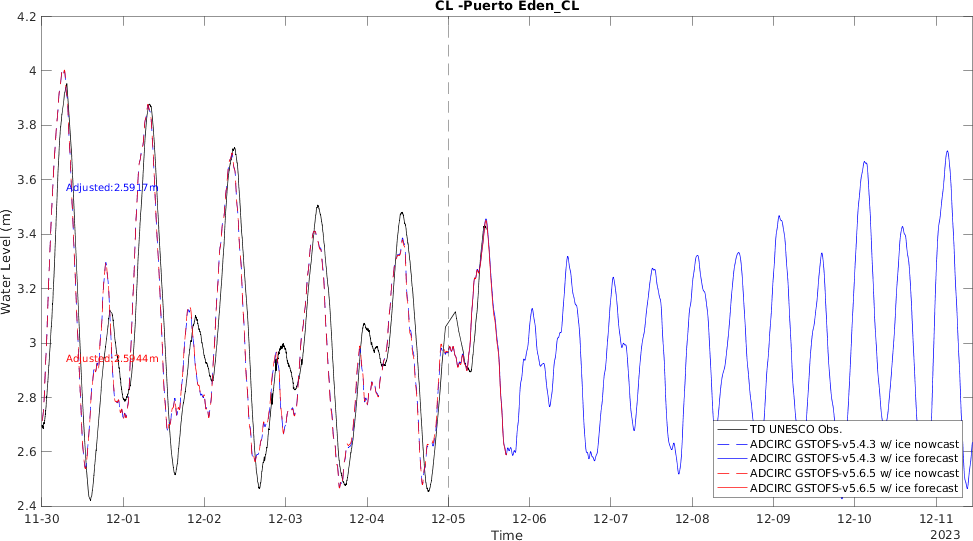 CL -Puerto Eden_CL
4.2
4
3.8
3.6
3.4
3.2
3
2.8
2.6
2.4
Water Level (m)
Adjusted:2.5917m
Adjusted:2.5944m
TD UNESCO Obs.
ADCIRC GSTOFS-v5.4.3 w/ ice nowcast
ADCIRC GSTOFS-v5.4.3 w/ ice forecast
ADCIRC GSTOFS-v5.6.5 w/ ice nowcast
ADCIRC GSTOFS-v5.6.5 w/ ice forecast
11-30 12-01 12-02 12-03 12-04 12-05 12-06 12-07 12-08 12-09 12-10 12-11
2023
Time